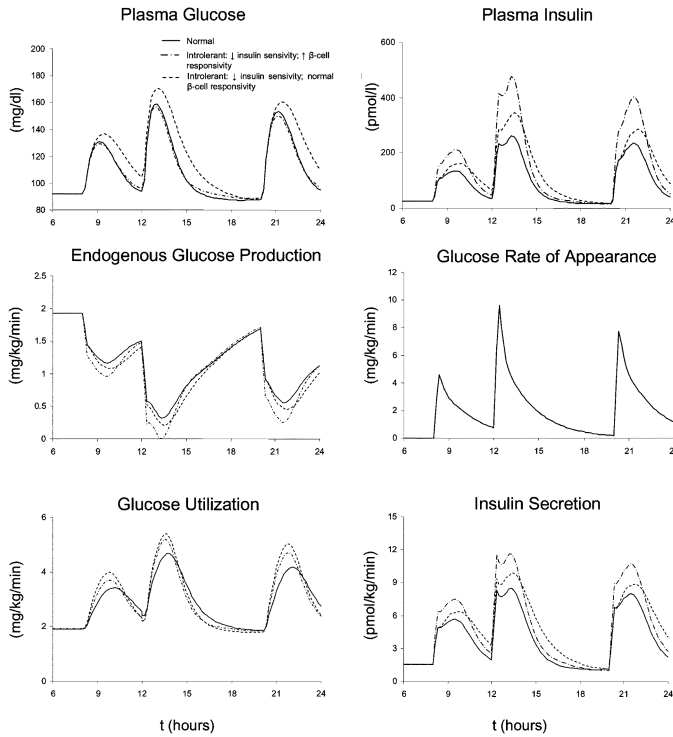 Plasma Glucose
Plasma Insulin
Normal
Intolerant: ↓ insulin sensivity; ↑ β-cell
responsivity
Intolerant: ↓ insulin sensivity; normal
β-cell responsivity
(mg/dl)
200
180
160
140
120
100
80
6 9 12 15 18 21 24
(pmol/l)
600
400
200
0
6 9 12 15 18 21 24
Endogenous Glucose Production
Glucose Rate of Appearance
(mg/kg/min)
2.5
2
1.5
1
0.5
0
6 9 12 15 18 21 24
(mg/kg/min)
12
10
8
6
4
2
0
6 9 12 15 18 21 24
Glucose Utilization
Insulin Secretion
(mg/kg/min)
6
4
2
0
6 9 12 15 18 21 24
t (hours)
(pmol/kg/min)
15
12
9
6
3
0
6 9 12 15 18 21 24
t (hours)